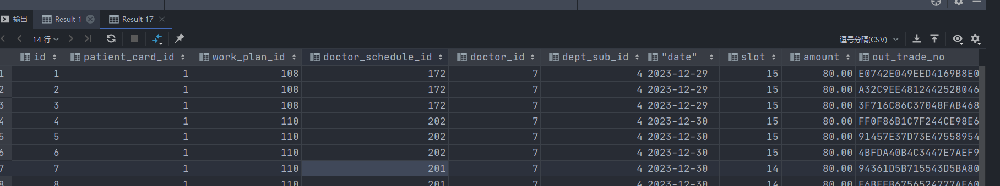 输出 Result 1 Result 17
14 行 逗号分隔(CSV)
id patient_card_id work_plan_id doctor_schedule_id doctor_id dept_sub_id "date" slot amount out_trade_no
1 1 1 108 172 7 4 2023-12-29 15 80.00 E0742E049EED4169B8E0
2 2 1 108 172 7 4 2023-12-29 15 80.00 A32C9EE4812442528046
3 3 1 108 172 7 4 2023-12-29 15 80.00 3F716C86C37048FAB468
4 4 1 110 202 7 4 2023-12-30 15 80.00 FF0F86B1C7F244CE98E6
5 5 1 110 202 7 4 2023-12-30 15 80.00 91457E37D73E47558954
6 6 1 110 202 7 4 2023-12-30 15 80.00 4BFDA40B4C3447E7AEF9
7 7 1 110 201 7 4 2023-12-30 14 80.00 94361D5B715543D5BA80
8 8 1 110 201 7 4 2023-12-30 14 80.00